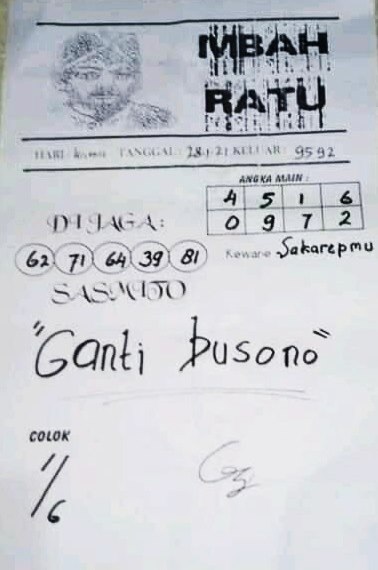 MBAH
RATU
HARI: kamis TANGGAL: 28-1-21 KELUAR: 9592
ANGKA MAIN:
4 5 1 6
0 9 7 2
DI JAGA:
62 71 64 39 81
Kewane Sakarepmu
SASMITO
"Ganti busono"
COLOK
1/6